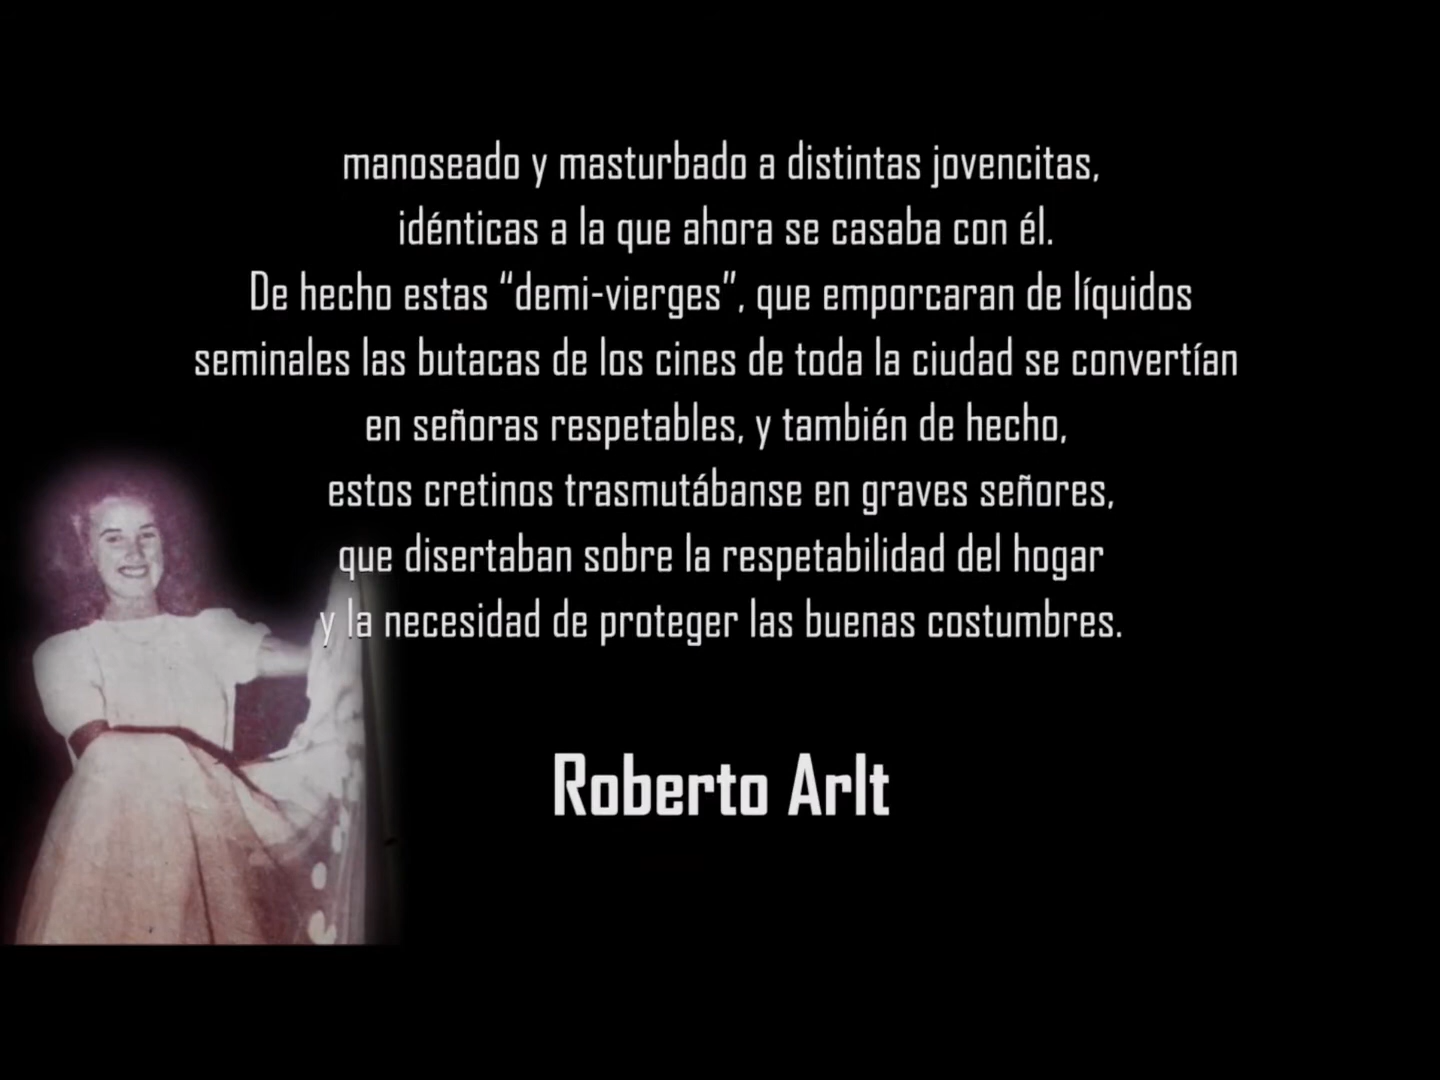 manoseado y masturbado a distintas jovencitas,
idénticas a la que ahora se casaba con él.
De hecho estas “demi-vierges”, que emporcaran de líquidos
seminales las butacas de los cines de toda la ciudad se convertían
en señoras respetables, y también de hecho,
estos cretinos trasmutábanse en graves señores,
que disertaban sobre la respetabilidad del hogar
y la necesidad de proteger las buenas costumbres.
Roberto Arlt